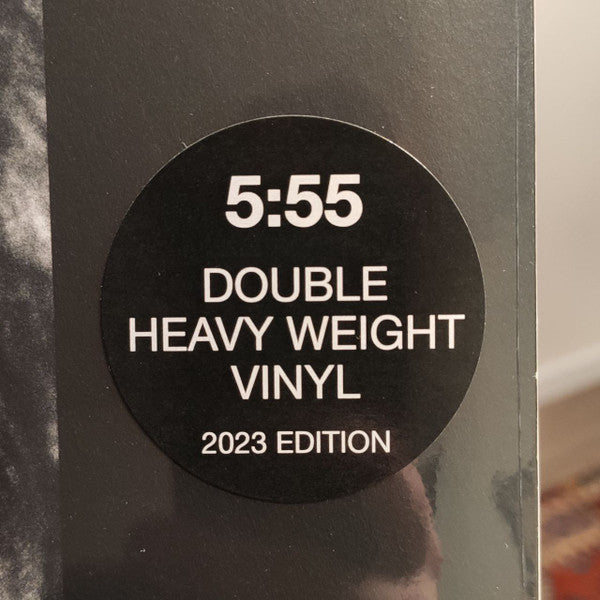 5:55
DOUBLE
HEAVY WEIGHT
VINYL
2023 EDITION